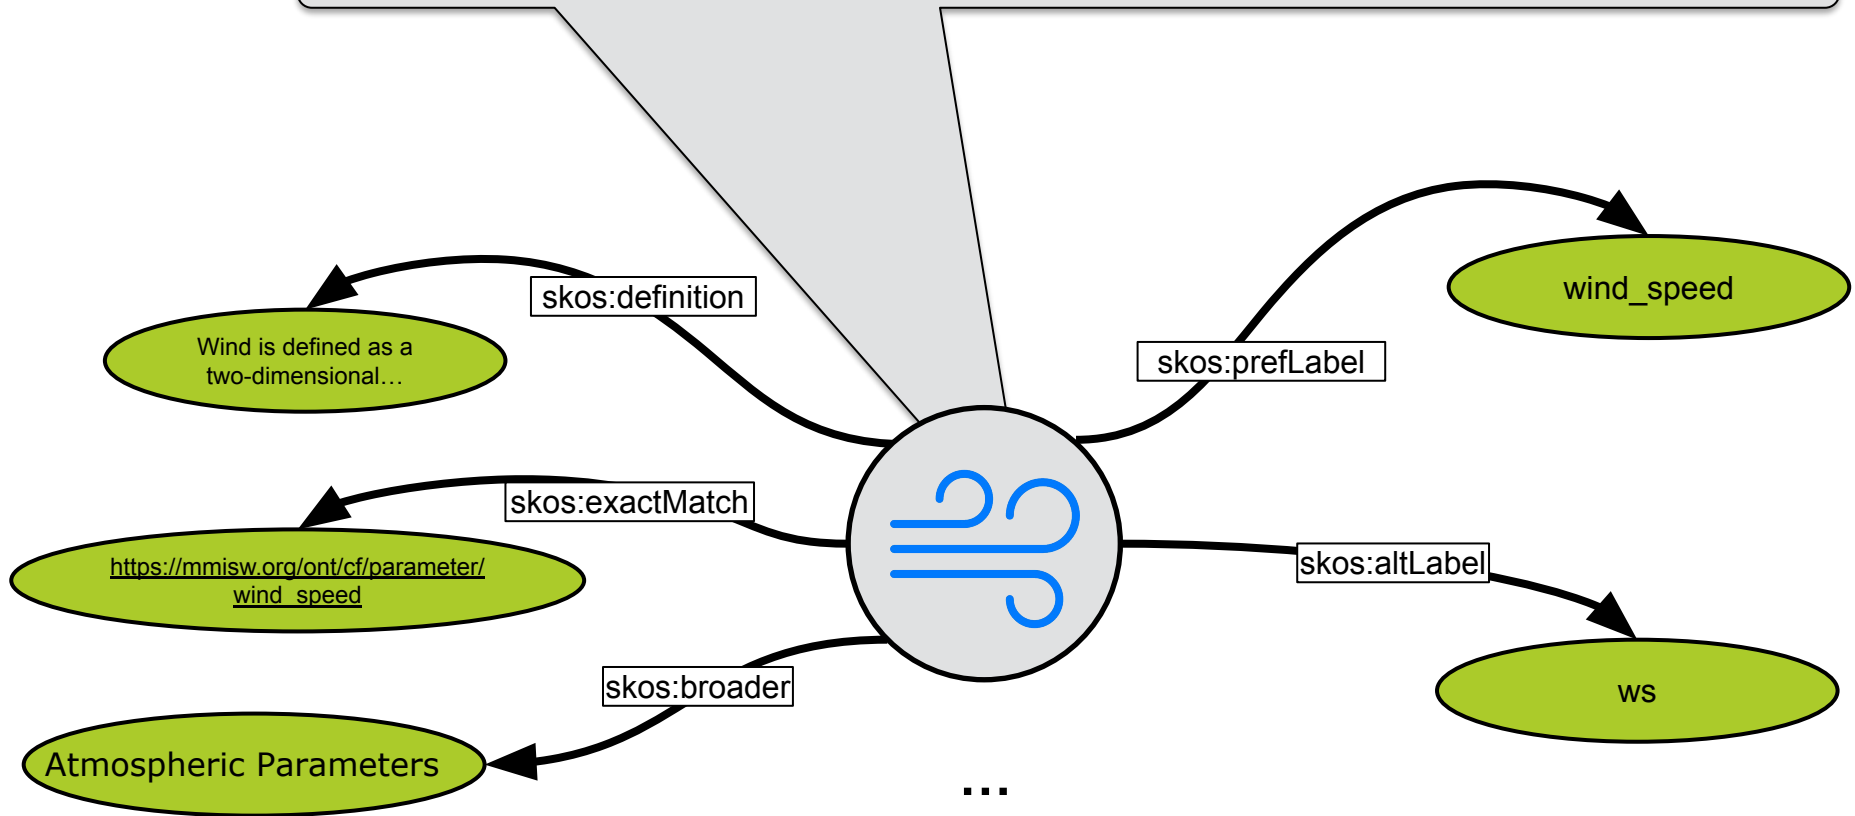 skos:definition
Wind is defined as a
two-dimensional…
wind_speed
skos:prefLabel
skos:exactMatch
https://mmisw.org/ont/cf/parameter/
wind_speed
skos:altLabel
ws
skos:broader
Atmospheric Parameters
...